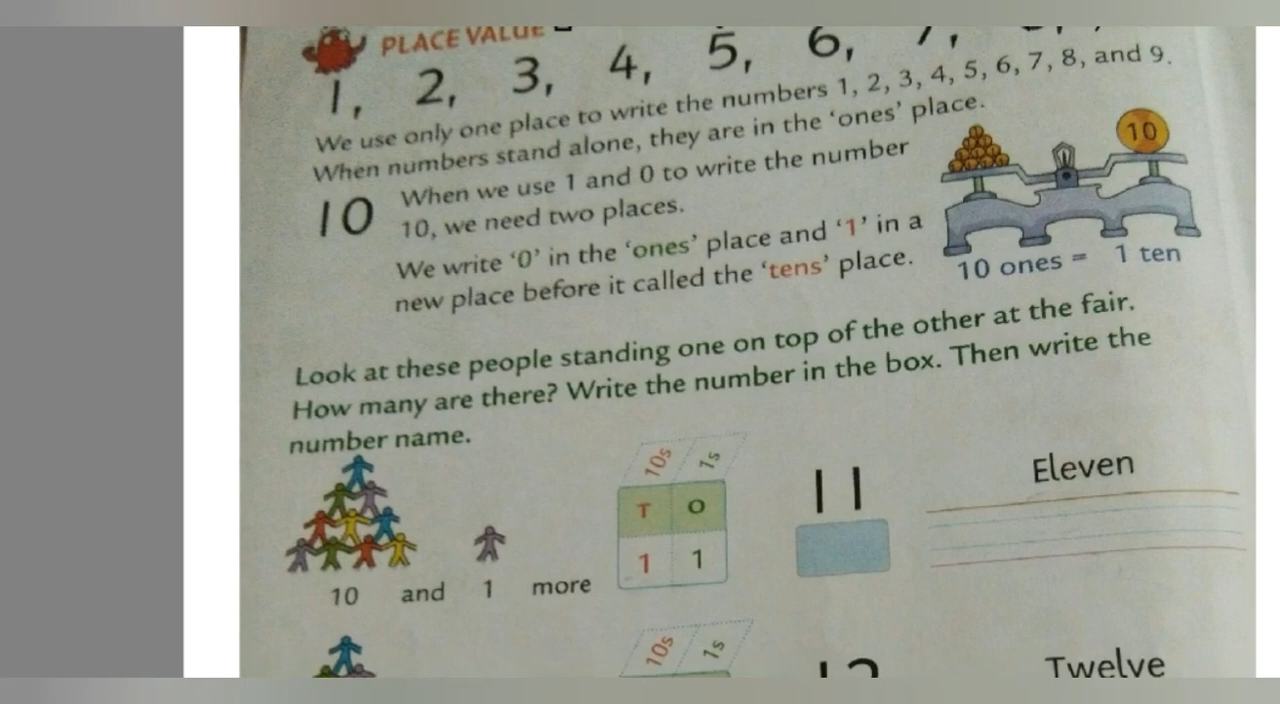 PLACE VALUE
1, 2, 3, 4, 5, 6, 7,
We use only one place to write the numbers 1, 2, 3, 4, 5, 6, 7, 8, and 9.
When numbers stand alone, they are in the 'ones' place.
10
When we use 1 and 0 to write the number
10, we need two places.
We write '0' in the 'ones' place and '1' in a
new place before it called the 'tens' place.
10
10 ones = 1 ten
Look at these people standing one on top of the other at the fair.
How many are there? Write the number in the box. Then write the
number name.
10s 1s
T O
1 1
11
Eleven
10 and 1 more
10s 1s
12
Twelve